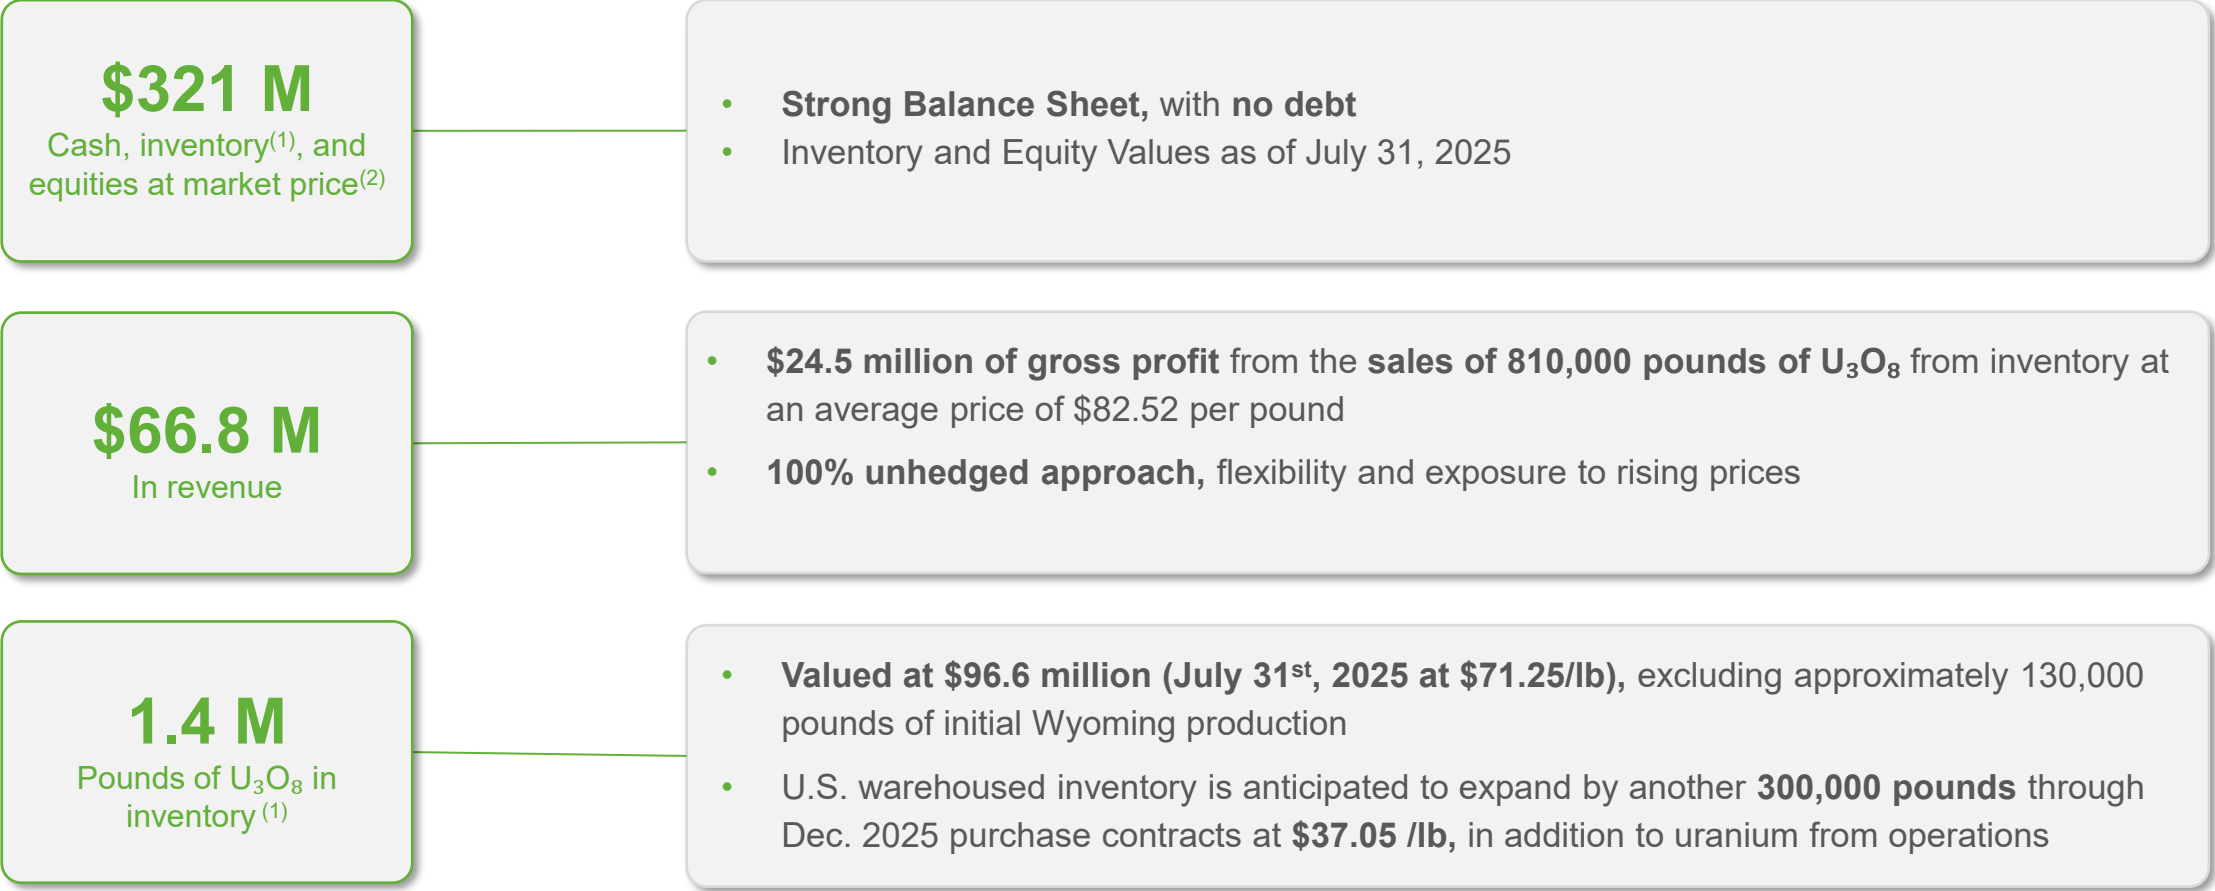 $321 M
Cash, inventory(1), and
equities at market price(2)
• Strong Balance Sheet, with no debt
• Inventory and Equity Values as of July 31, 2025
$66.8 M
In revenue
• $24.5 million of gross profit from the sales of 810,000 pounds of U₃O₈ from inventory at
an average price of $82.52 per pound
• 100% unhedged approach, flexibility and exposure to rising prices
1.4 M
Pounds of U₃O₈ in
inventory (1)
• Valued at $96.6 million (July 31st, 2025 at $71.25/lb), excluding approximately 130,000
pounds of initial Wyoming production
• U.S. warehoused inventory is anticipated to expand by another 300,000 pounds through
Dec. 2025 purchase contracts at $37.05 /lb, in addition to uranium from operations